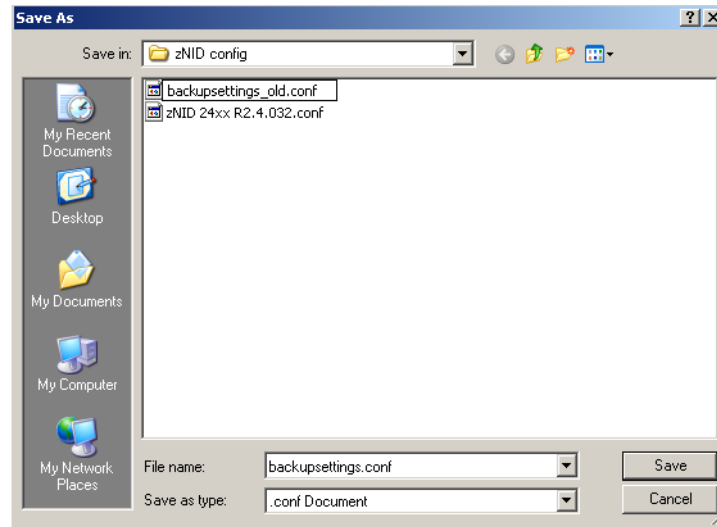 Save As
Save in:
zNID config
backupsettings_old.conf
zNID 24xx R2.4.032.conf
My Recent
Documents
Desktop
My Documents
My Computer
My Network
Places
File name:
backupsettings.conf
Save
Save as type:
.conf Document
Cancel